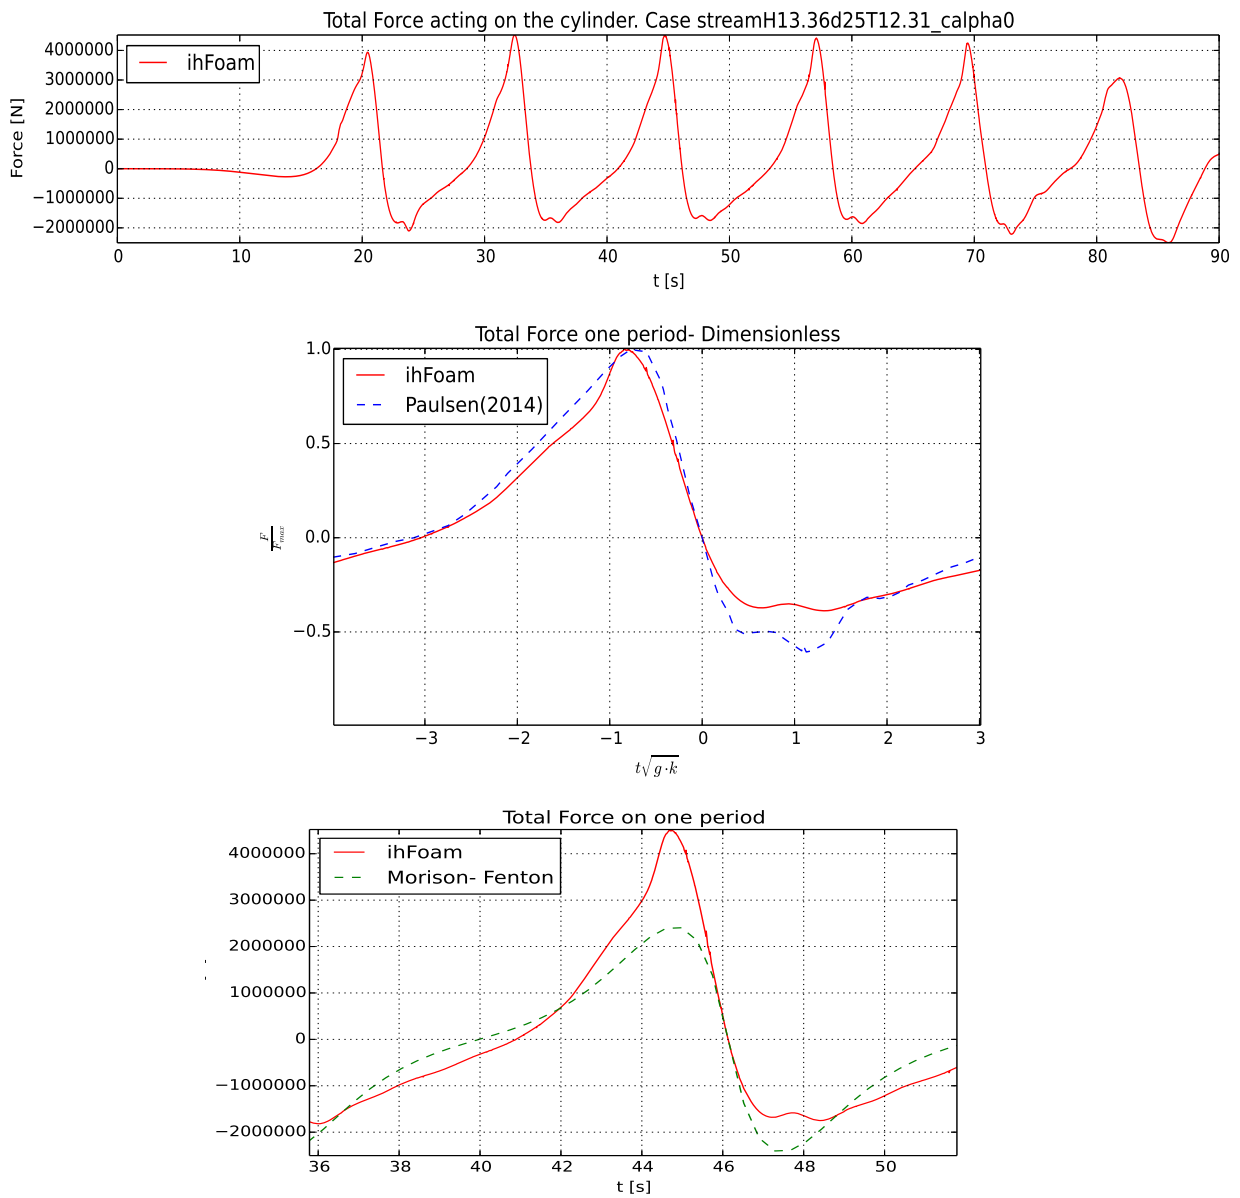 Total Force acting on the cylinder. Case streamH13.36d25T12.31_calpha0
ihFoam
4000000
3000000
2000000
1000000
0
−1000000
−2000000
Force [N]
0 10 20 30 40 50 60 70 80 90
t [s]
Total Force one period- Dimensionless
ihFoam
Paulsen(2014)
1.0
0.5
0.0
−0.5
F
Fmax
−3 −2 −1 0 1 2 3
t√g·k
Total Force on one period
ihFoam
Morison- Fenton
4000000
3000000
2000000
1000000
0
−1000000
−2000000
36 38 40 42 44 46 48 50
t [s]